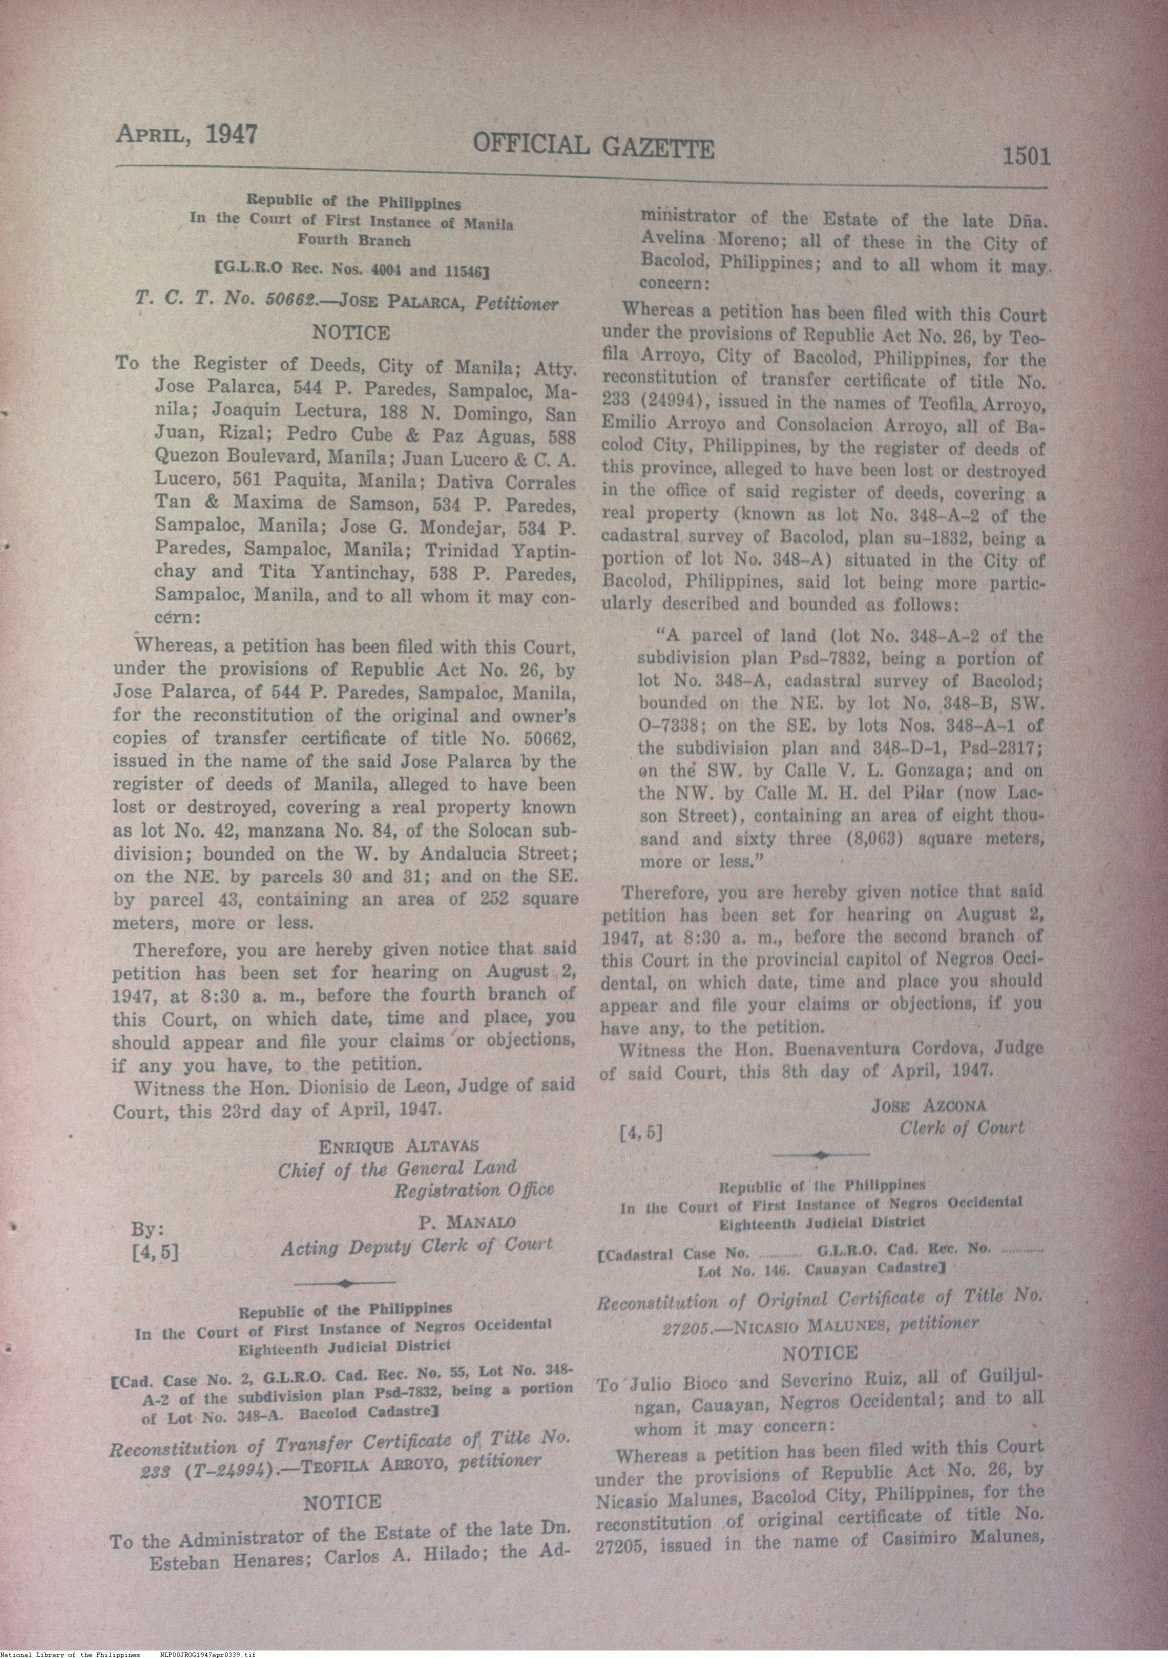 APRIL, 1947
OFFICIAL GAZETTE
1501
Republic of the Philippines
In the Court of First Instance of Manila
Fourth Branch
[G.L.R.O Rec. Nos. 4004 and 11546]
T. C. T. No. 50662.—JOSE PALARCA, Petitioner
NOTICE
To the Register of Deeds, City of Manila; Atty.
Jose Palarca, 544 P. Paredes, Sampaloc, Ma-
nila; Joaquin Lectura, 188 N. Domingo, San
Juan, Rizal; Pedro Cube & Paz Aguas, 588
Quezon Boulevard, Manila; Juan Lucero & C. A.
Lucero, 561 Paquita, Manila; Dativa Corrales
Tan & Maxima de Samson, 534 P. Paredes,
Sampaloc, Manila; Jose G. Mondejar, 534 P.
Paredes, Sampaloc, Manila; Trinidad Yaptin-
chay and Tita Yantinchay, 538 P. Paredes,
Sampaloc, Manila, and to all whom it may con-
cern:
Whereas, a petition has been filed with this Court,
under the provisions of Republic Act No. 26, by
Jose Palarca, of 544 P. Paredes, Sampaloc, Manila,
for the reconstitution of the original and owner's
copies of transfer certificate of title No. 50662,
issued in the name of the said Jose Palarca by the
register of deeds of Manila, alleged to have been
lost or destroyed, covering a real property known
as lot No. 42, manzana No. 84, of the Solocan sub-
division; bounded on the W. by Andalucia Street;
on the NE. by parcels 30 and 31; and on the SE.
by parcel 43, containing an area of 252 square
meters, more or less.
Therefore, you are hereby given notice that said
petition has been set for hearing on August 2,
1947, at 8:30 a. m., before the fourth branch of
this Court, on which date, time and place, you
should appear and file your claims or objections,
if any you have, to the petition.
Witness the Hon. Dionisio de Leon, Judge of said
Court, this 23rd day of April, 1947.
ENRIQUE ALTAVAS
Chief of the General Land
Registration Office
By: P. MANALO
[4, 5] Acting Deputy Clerk of Court
Republic of the Philippines
In the Court of First Instance of Negros Occidental
Eighteenth Judicial District
[Cad. Case No. 2, G.L.R.O. Cad. Rec. No. 55, Lot No. 348-
A-2 of the subdivision plan Psd-7832, being a portion
of Lot No. 348-A. Bacolod Cadastre]
Reconstitution of Transfer Certificate of Title No.
233 (T-24994).—TEOFILA ARROYO, petitioner
NOTICE
To the Administrator of the Estate of the late Dn.
Esteban Henares; Carlos A. Hilado; the Ad-
ministrator of the Estate of the late Dña.
Avelina Moreno; all of these in the City of
Bacolod, Philippines; and to all whom it may
concern:
Whereas a petition has been filed with this Court
under the provisions of Republic Act No. 26, by Teo-
fila Arroyo, City of Bacolod, Philippines, for the
reconstitution of transfer certificate of title No.
233 (24994), issued in the names of Teofila Arroyo,
Emilio Arroyo and Consolacion Arroyo, all of Ba-
colod City, Philippines, by the register of deeds of
this province, alleged to have been lost or destroyed
in the office of said register of deeds, covering a
real property (known as lot No. 348-A-2 of the
cadastral survey of Bacolod, plan su-1832, being a
portion of lot No. 348-A) situated in the City of
Bacolod, Philippines, said lot being more partic-
ularly described and bounded as follows:
"A parcel of land (lot No. 348-A-2 of the
subdivision plan Psd-7832, being a portion of
lot No. 348-A, cadastral survey of Bacolod;
bounded on the NE. by lot No. 348-B, SW.
O-7338; on the SE. by lots Nos. 348-A-1 of
the subdivision plan and 348-D-1, Psd-2317;
on the SW. by Calle V. L. Gonzaga; and on
the NW. by Calle M. H. del Pilar (now Lac-
son Street), containing an area of eight thou-
sand and sixty three (8,063) square meters,
more or less."
Therefore, you are hereby given notice that said
petition has been set for hearing on August 2,
1947, at 8:30 a. m., before the second branch of
this Court in the provincial capitol of Negros Occi-
dental, on which date, time and place you should
appear and file your claims or objections, if you
have any, to the petition.
Witness the Hon. Buenaventura Cordova, Judge
of said Court, this 8th day of April, 1947.
JOSE AZCONA
[4, 5] Clerk of Court
Republic of the Philippines
In the Court of First Instance of Negros Occidental
Eighteenth Judicial District
[Cadastral Case No. .......... G.L.R.O. Cad. Rec. No. ..........
Lot No. 146. Cauayan Cadastre]
Reconstitution of Original Certificate of Title No.
27205.—NICASIO MALUNES, petitioner
NOTICE
To Julio Bioco and Severino Ruiz, all of Guiljul-
ngan, Cauayan, Negros Occidental; and to all
whom it may concern:
Whereas a petition has been filed with this Court
under the provisions of Republic Act No. 26, by
Nicasio Malunes, Bacolod City, Philippines, for the
reconstitution of original certificate of title No.
27205, issued in the name of Casimiro Malunes,
National Library of the Philippines NLP00JROG1947apr0339.tif